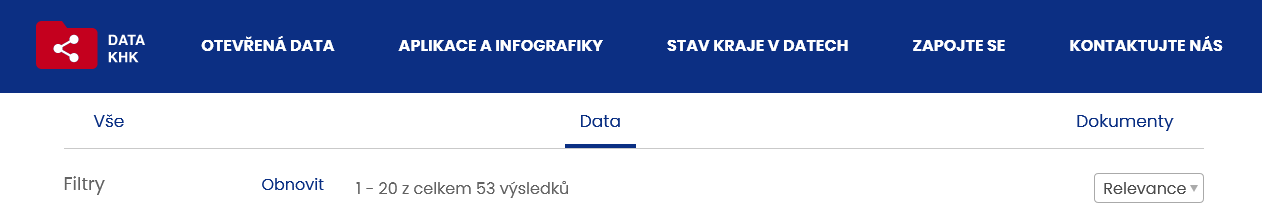 DATA
KHK
OTEVŘENÁ DATA
APLIKACE A INFOGRAFIKY
STAV KRAJE V DATECH
ZAPOJTE SE
KONTAKTUJTE NÁS
Vše
Data
Dokumenty
Filtry
Obnovit
1 - 20 z celkem 53 výsledků
Relevance